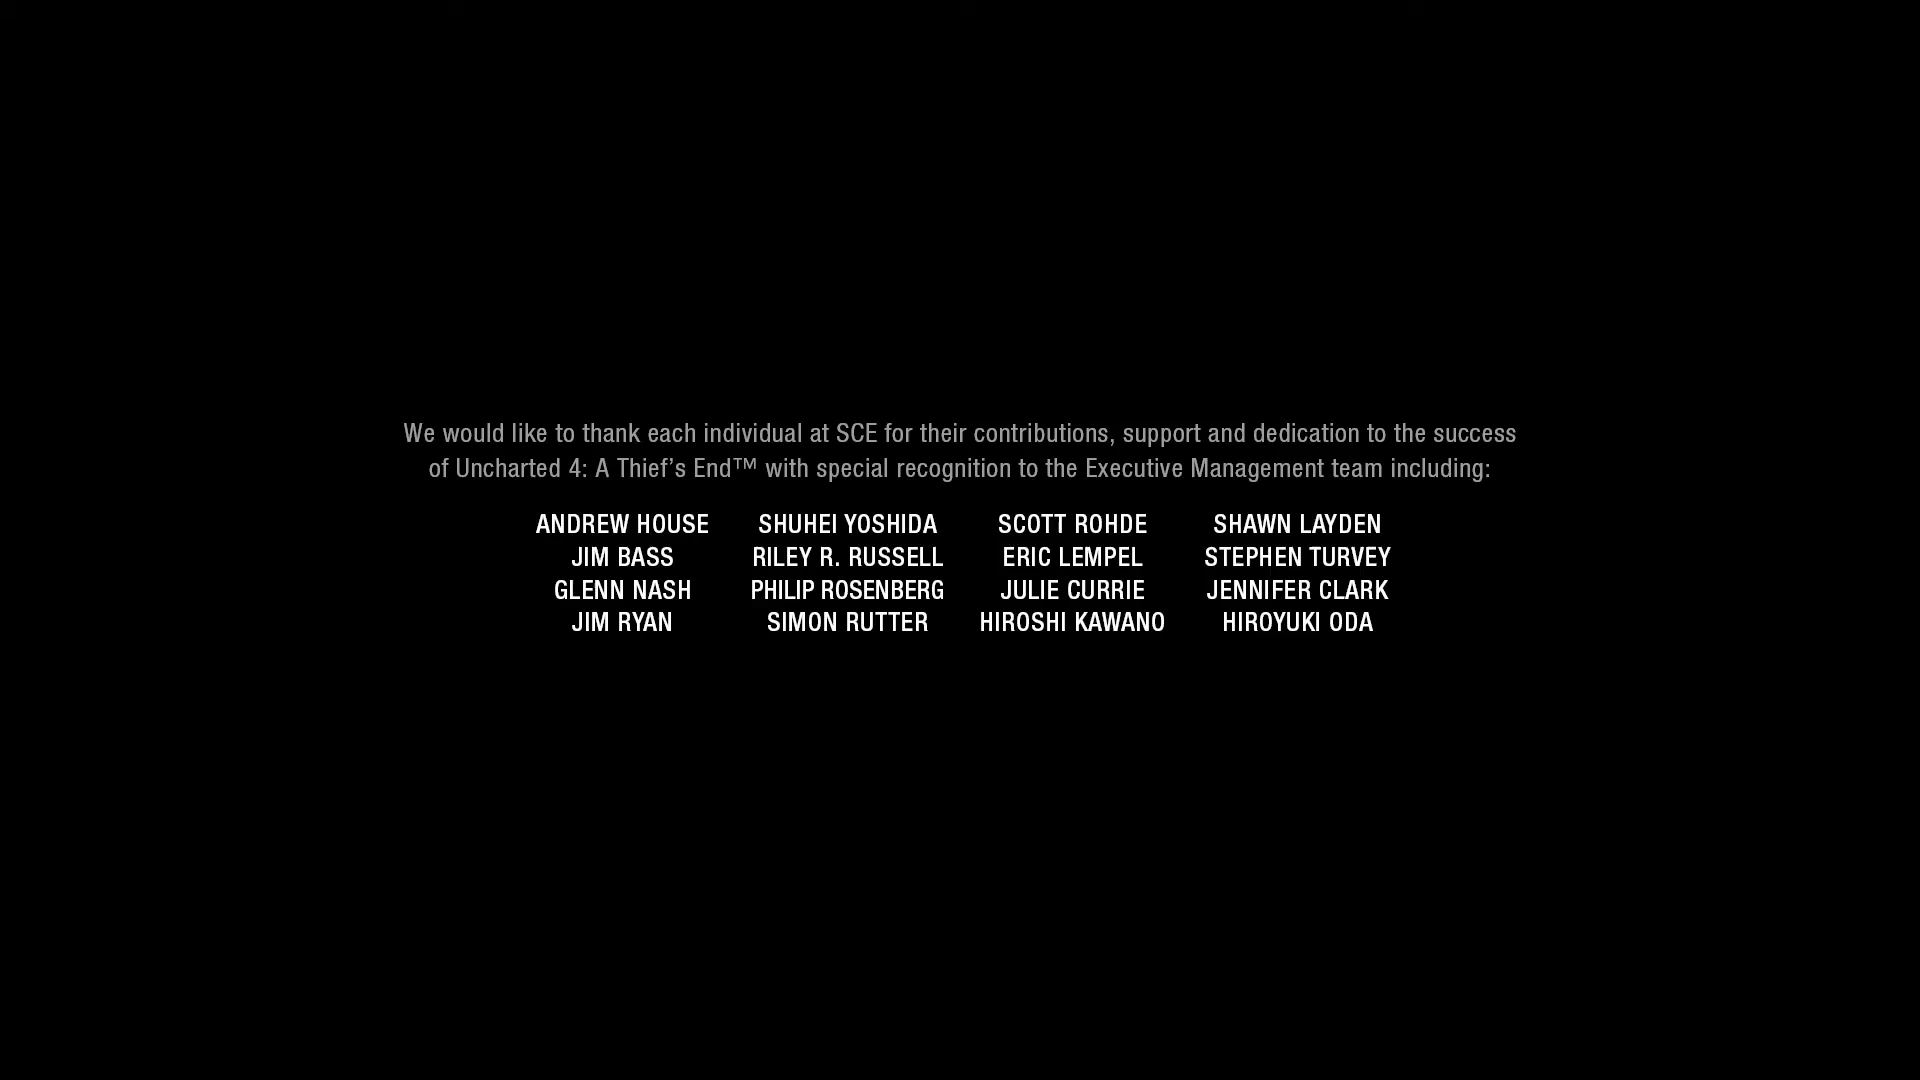 We would like to thank each individual at SCE for their contributions, support and dedication to the success
of Uncharted 4: A Thief’s End™ with special recognition to the Executive Management team including:
ANDREW HOUSE SHUHEI YOSHIDA SCOTT ROHDE SHAWN LAYDEN
JIM BASS RILEY R. RUSSELL ERIC LEMPEL STEPHEN TURVEY
GLENN NASH PHILIP ROSENBERG JULIE CURRIE JENNIFER CLARK
JIM RYAN SIMON RUTTER HIROSHI KAWANO HIROYUKI ODA